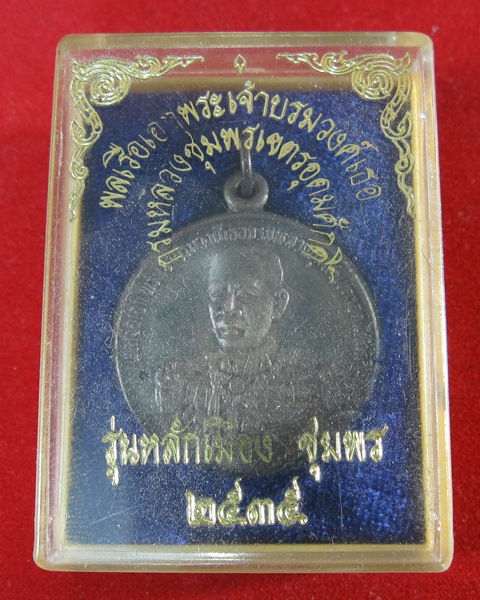 พลเรือเอก พระเจ้าบรมวงศ์เธอ
กรมหลวงชุมพรเขตรอุดมศักดิ์
รุ่นหลักเมือง ชุมพร
๒๕๓๕